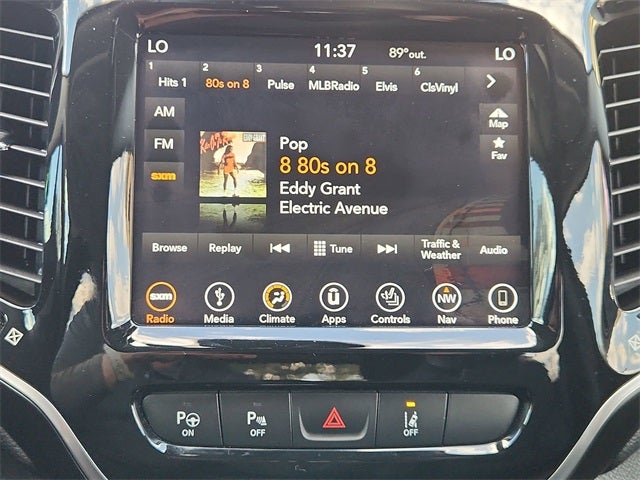 LO 11:37 89° out. LO
1 Hits 1 2 80s on 8 3 Pulse 4 MLBRadio 5 Elvis 6 ClsVinyl
AM
Map
FM
Fav
sxm
Pop
8 80s on 8
Eddy Grant
Electric Avenue
Browse Replay Tune Traffic & Weather Audio
sxm U NW
Radio Media Climate Apps Controls Nav Phone
P P
ON OFF OFF